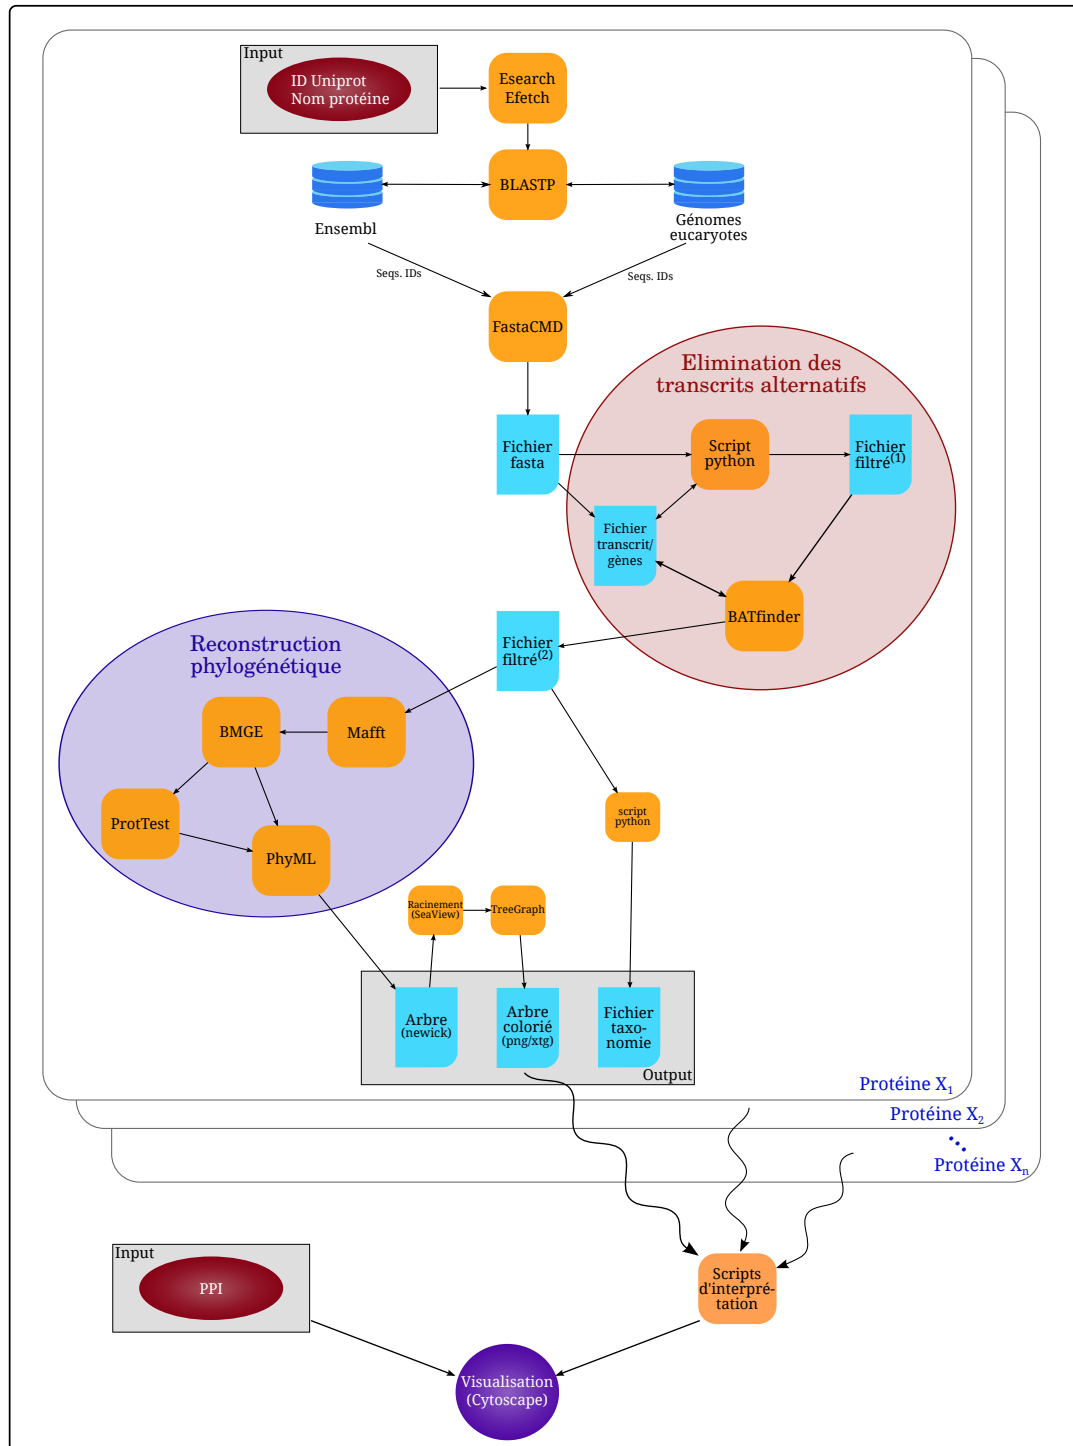 Input
ID Uniprot
Nom protéine
Esearch
Efetch
BLASTP
Ensembl
Génomes
eucaryotes
Seqs. IDs
Seqs. IDs
FastaCMD
Elimination des
transcrits alternatifs
Fichier
fasta
Script
python
Fichier
filtré(1)
Fichier
transcrit/
gènes
BATfinder
Fichier
filtré(2)
Reconstruction
phylogénétique
BMGE
Mafft
ProtTest
PhyML
script
python
Racinement
(SeaView)
TreeGraph
Arbre
(newick)
Arbre
colorié
(png/xtg)
Fichier
taxo-
nomie
Output
Protéine X1
Protéine X2
Protéine Xn
Input
PPI
Scripts
d'interpré-
tation
Visualisation
(Cytoscape)